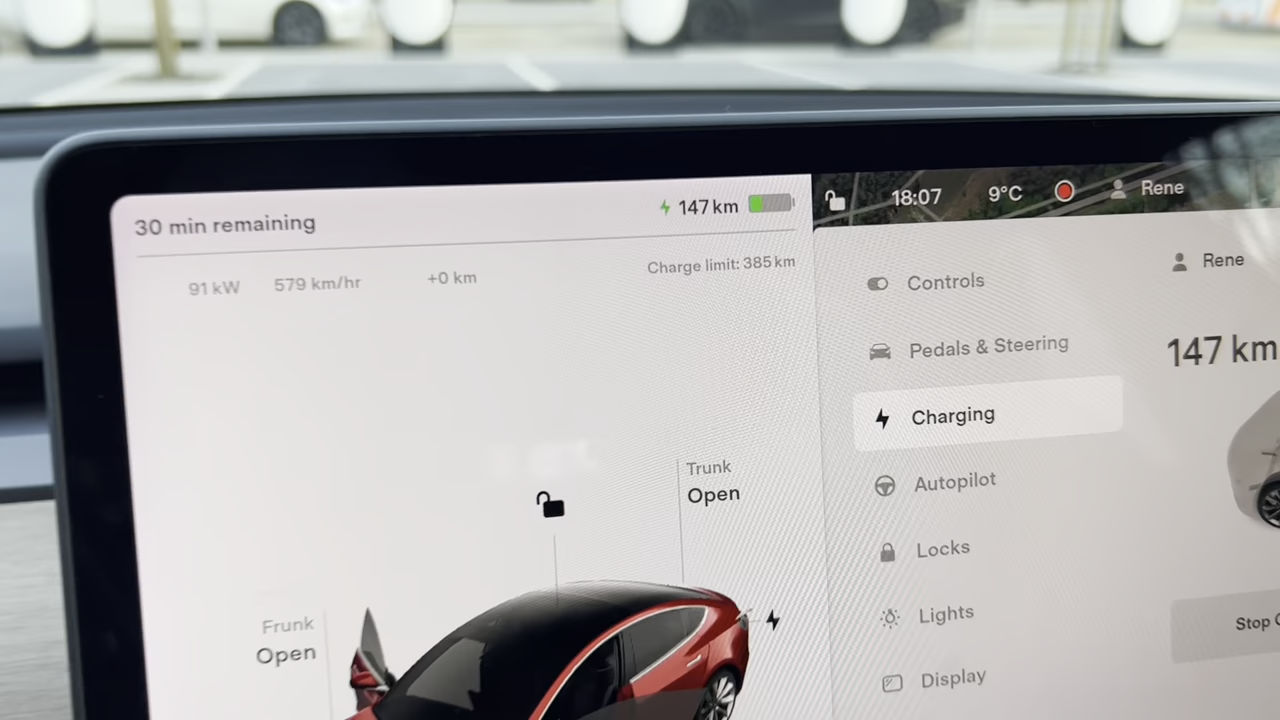 30 min remaining
147 km
91 kW 579 km/hr +0 km
Charge limit: 385 km
Trunk
Open
Frunk
Open
18:07 9°C Rene
Rene
Controls
Pedals & Steering
147 km
Charging
Autopilot
Locks
Lights
Stop
Display